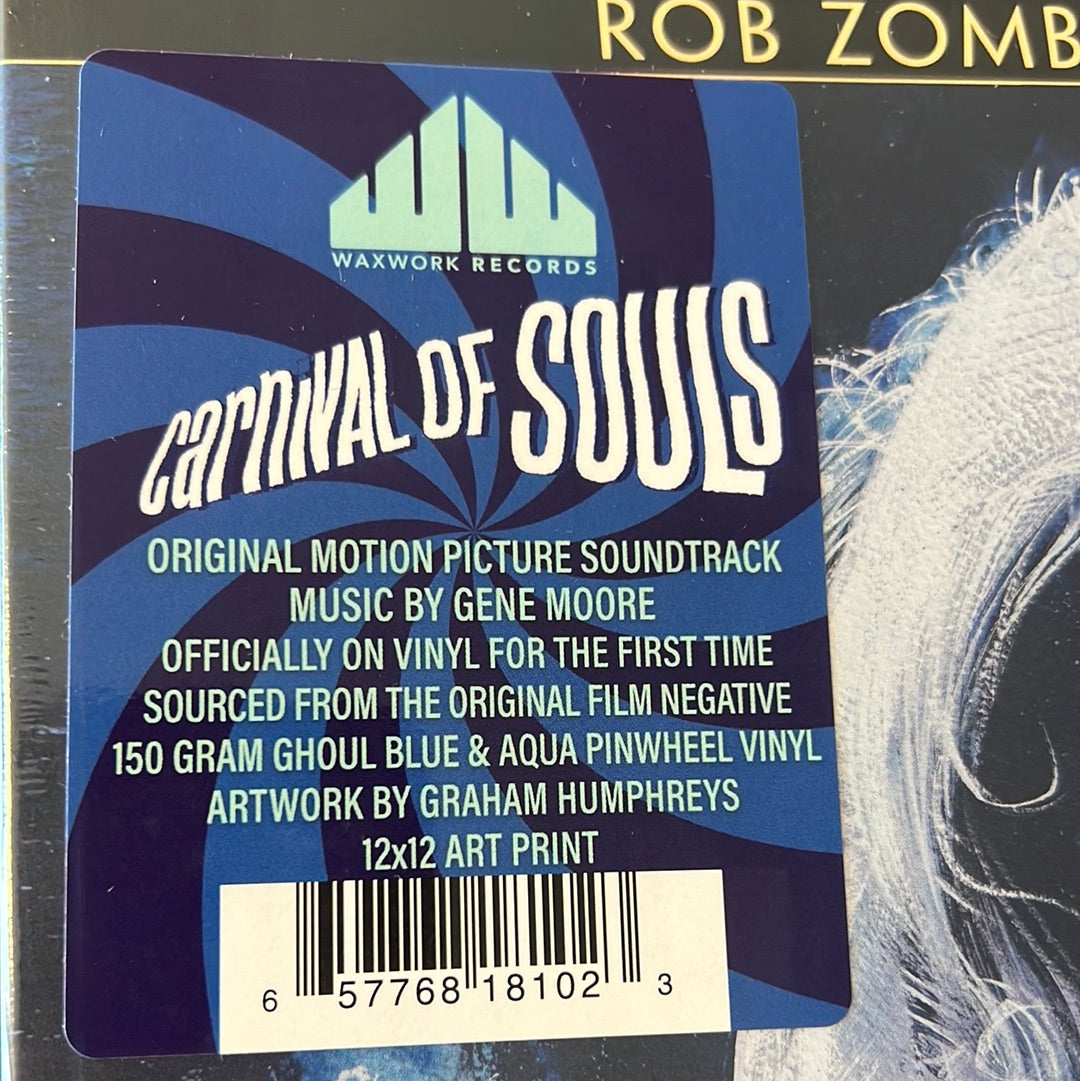 ROB ZOMB
WAXWORK RECORDS
CARNIVAL OF SOULS
ORIGINAL MOTION PICTURE SOUNDTRACK
MUSIC BY GENE MOORE
OFFICIALLY ON VINYL FOR THE FIRST TIME
SOURCED FROM THE ORIGINAL FILM NEGATIVE
150 GRAM GHOUL BLUE & AQUA PINWHEEL VINYL
ARTWORK BY GRAHAM HUMPHREYS
12x12 ART PRINT
6 57768 18102 3